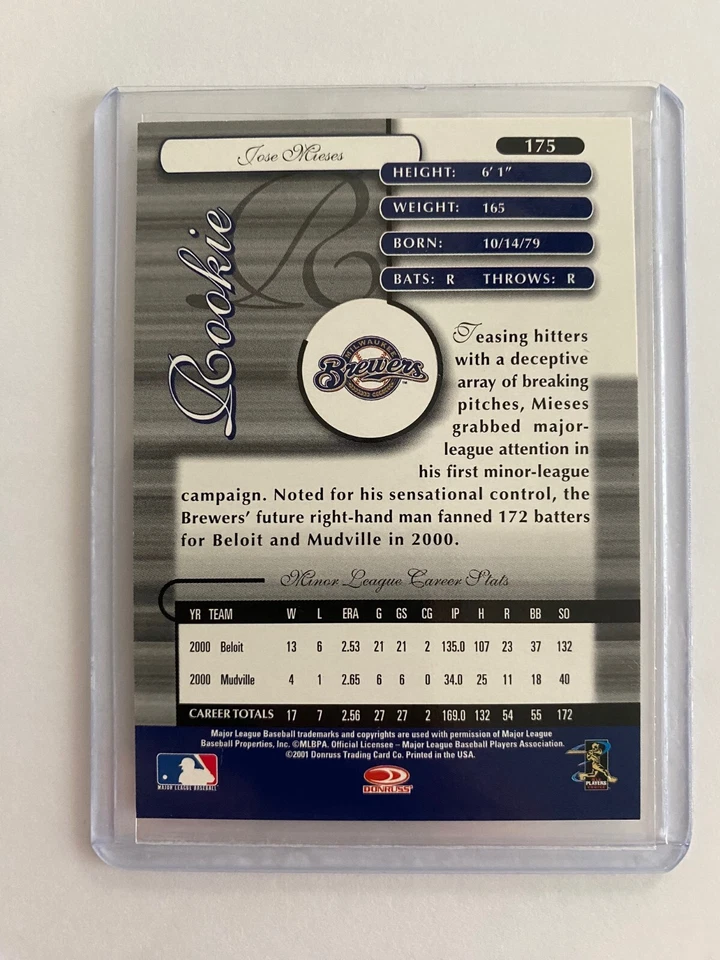 Jose Mieses
175
HEIGHT: 6' 1"
WEIGHT: 165
BORN: 10/14/79
BATS: R THROWS: R
Rookie
R
MILWAUKEE
Brewers
Teasing hitters
with a deceptive
array of breaking
pitches, Mieses
grabbed major-
league attention in
his first minor-league
campaign. Noted for his sensational control, the
Brewers' future right-hand man fanned 172 batters
for Beloit and Mudville in 2000.
Minor League Career Stats
YR TEAM W L ERA G GS CG IP H R BB SO
2000 Beloit 13 6 2.53 21 21 2 135.0 107 23 37 132
2000 Mudville 4 1 2.65 6 6 0 34.0 25 11 18 40
CAREER TOTALS 17 7 2.56 27 27 2 169.0 132 54 55 172
Major League Baseball trademarks and copyrights are used with permission of Major League
Baseball Properties, Inc. ©MLBPA. Official Licensee – Major League Baseball Players Association.
©2001 Donruss Trading Card Co. Printed in the USA.
MAJOR LEAGUE BASEBALL
DONRUSS
PLAYERS